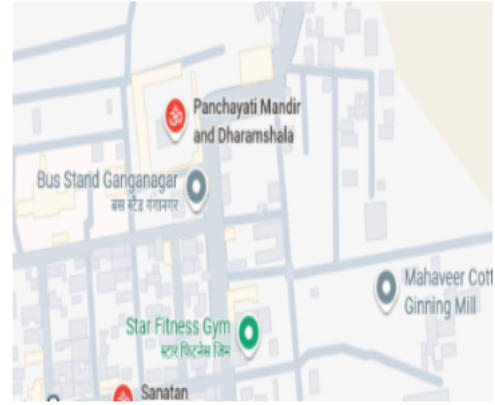 Panchayati Mandir
and Dharamshala
Bus Stand Ganganagar
बस स्टैंड गंगानगर
Mahaveer Cott
Ginning Mill
Star Fitness Gym
स्टार फिटनेस जिम
Sanatan